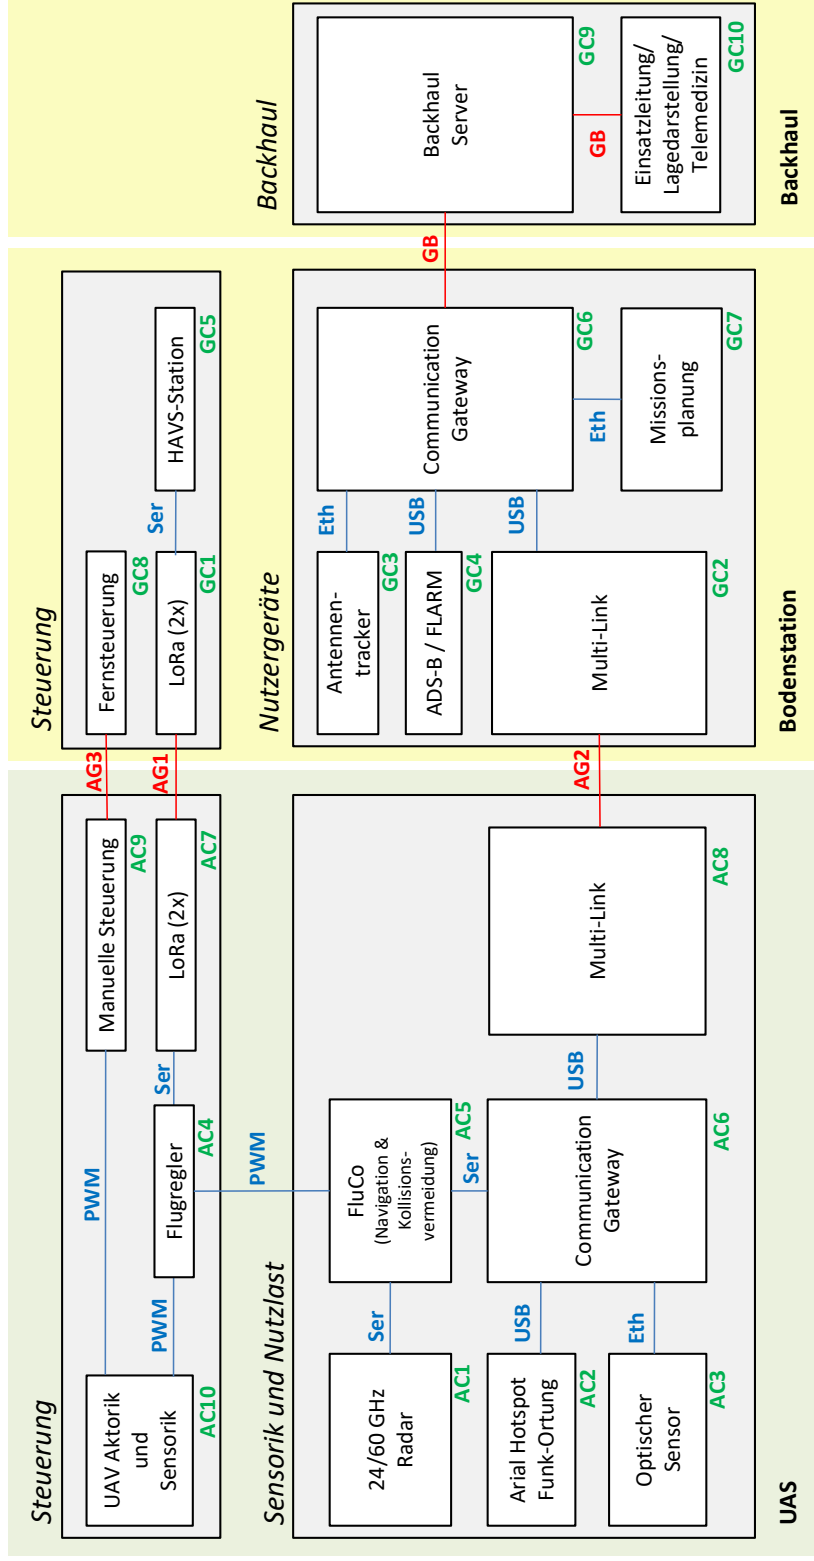 Steuerung
UAV Aktorik
und
Sensorik
AC10
PWM
PWM
Flugregler
AC4
Ser
Manuelle Steuerung
AC9
LoRa (2x)
AC7
PWM
Sensorik und Nutzlast
24/60 GHz
Radar
AC1
Ser
FluCo
(Navigation &
Kollisions-
vermeidung)
AC5
Ser
Arial Hotspot
Funk-Ortung
AC2
USB
Optischer
Sensor
AC3
Eth
Communication
Gateway
AC6
USB
Multi-Link
AC8
UAS
AG3
AG1
AG2
Steuerung
Fernsteuerung
GC8
LoRa (2x)
GC1
Ser
HAVS-Station
GC5
Nutzergeräte
Antennen-
tracker
GC3
Eth
ADS-B / FLARM
GC4
USB
Multi-Link
GC2
USB
Communication
Gateway
GC6
Eth
Missions-
planung
GC7
Bodenstation
GB
Backhaul
Backhaul
Server
GC9
GB
Einsatzleitung/
Lagedarstellung/
Telemedizin
GC10
Backhaul